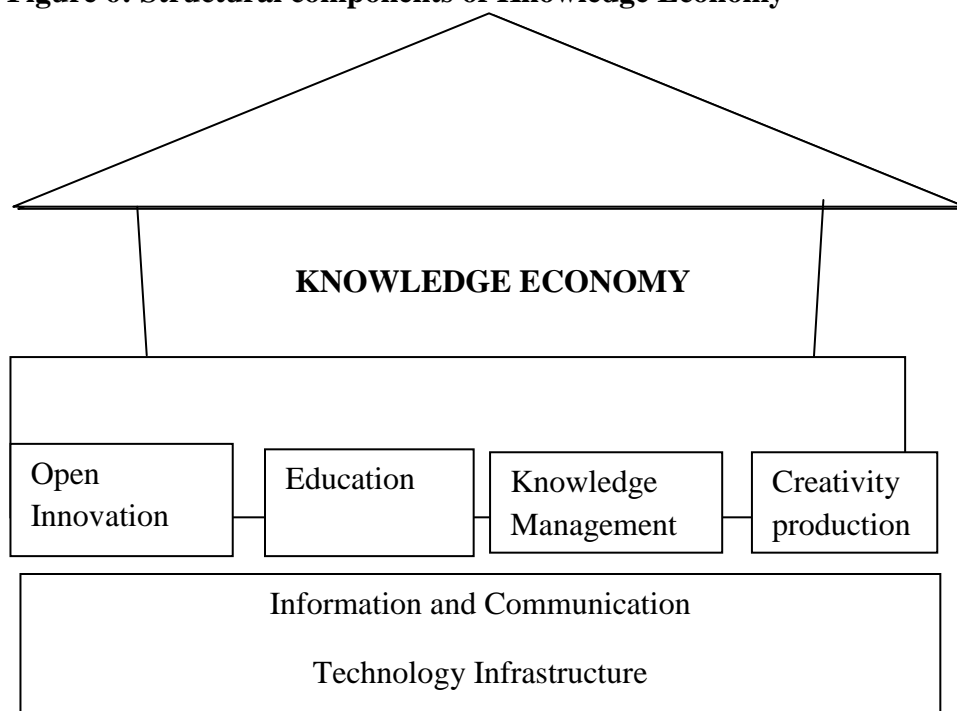 Figure Structural components of Knowledge Economy
KNOWLEDGE ECONOMY
Open
Innovation
Education
Knowledge
Management
Creativity
production
Information and Communication
Technology Infrastructure